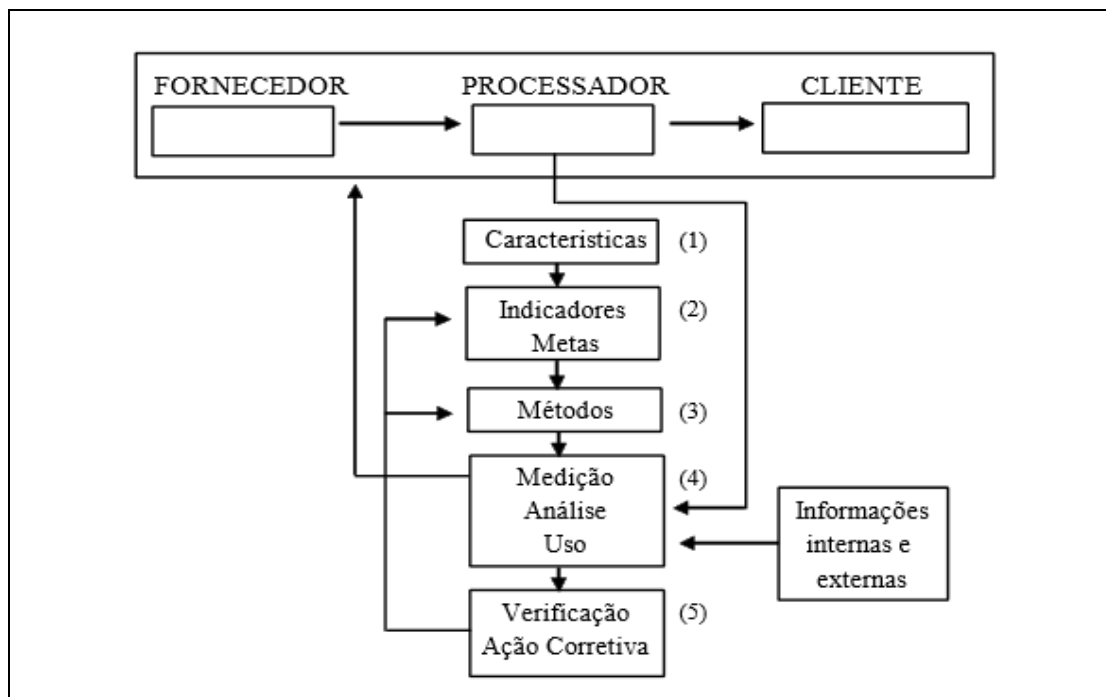 FORNECEDOR
PROCESSADOR
CLIENTE
Caracteristicas (1)
Indicadores (2)
Metas
Métodos (3)
Medição (4)
Análise
Uso
Informações
internas e
externas
Verificação (5)
Ação Corretiva